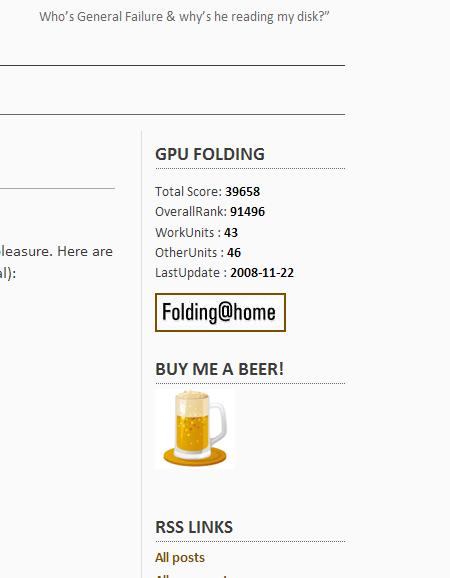 Who's General Failure & why's he reading my disk?"
GPU FOLDING
Total Score: 39658
OverallRank: 91496
leasure. Here are
WorkUnits : 43
OtherUnits : 46
al):
LastUpdate : 2008-11-22
Folding@home
BUY ME A BEER!
RSS LINKS
All posts